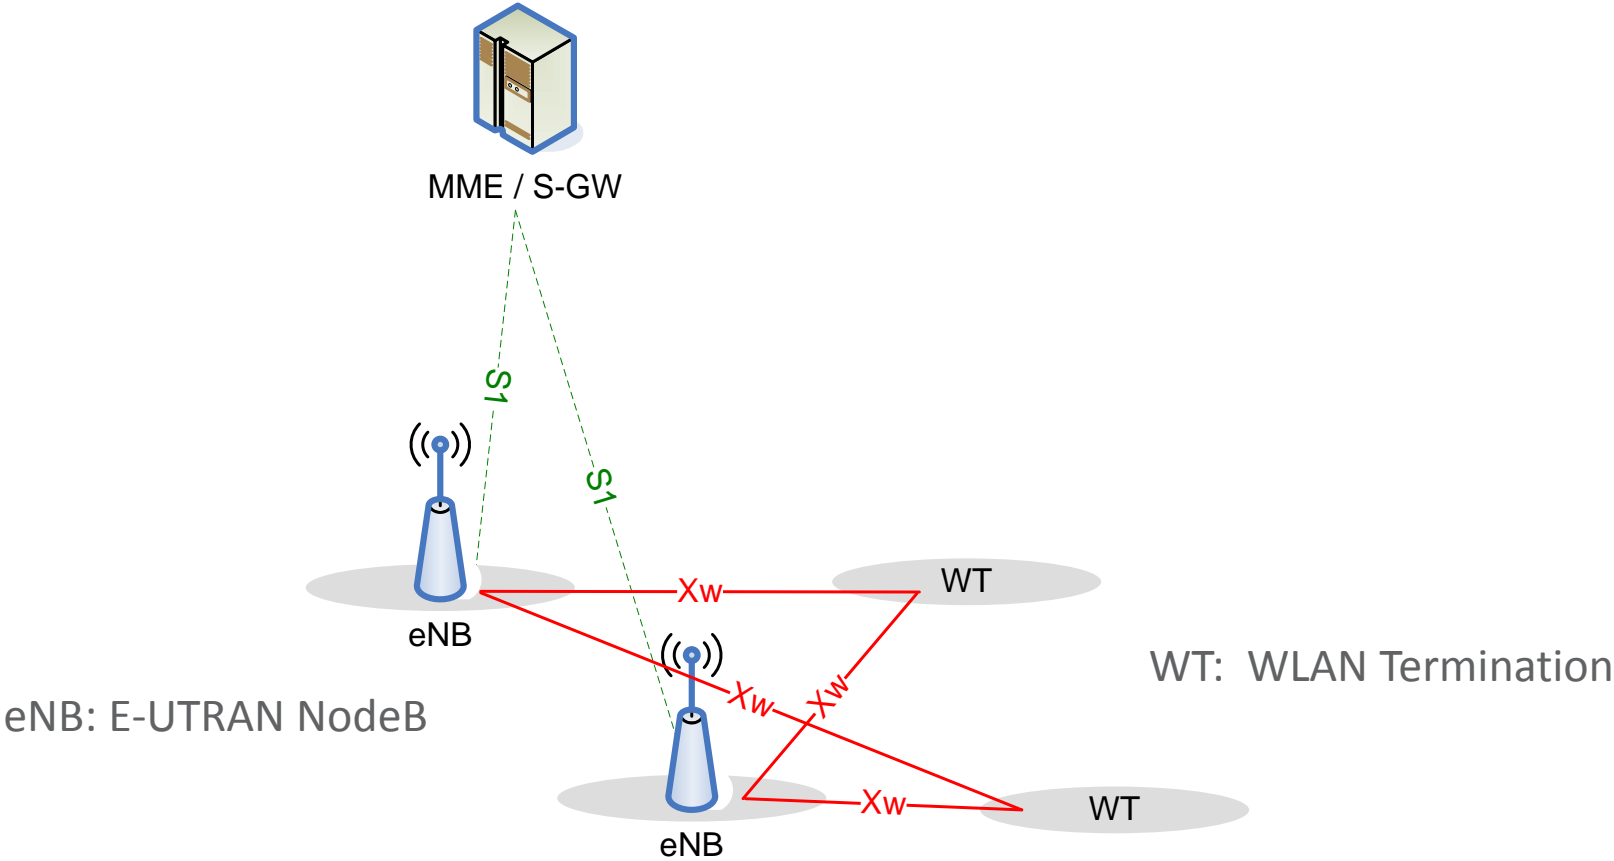 MME / S-GW
S1
S1
Xw
WT
eNB
WT: WLAN Termination
Xw
Xw
eNB: E-UTRAN NodeB
Xw
WT
eNB